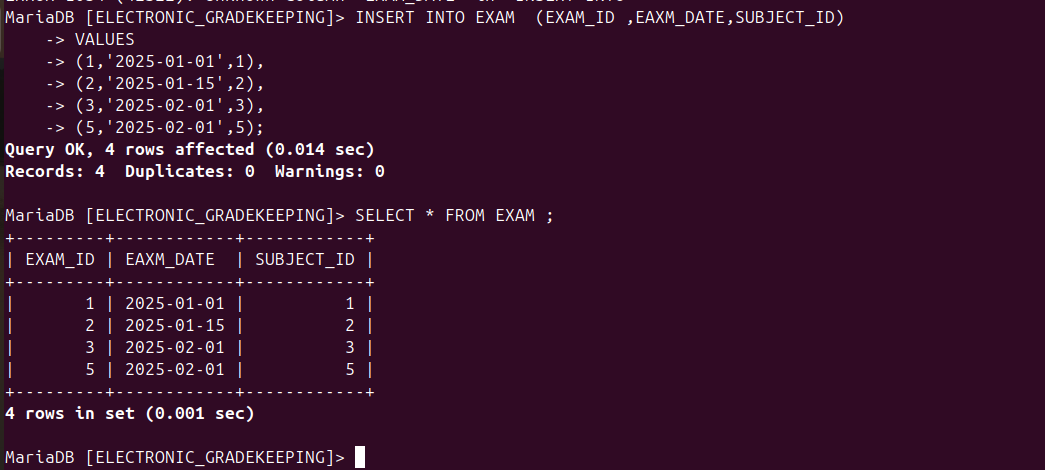 MariaDB [ELECTRONIC_GRADEKEEPING]> INSERT INTO EXAM  (EXAM_ID ,EAXM_DATE,SUBJECT_ID)
    -> VALUES
    -> (1,'2025-01-01',1),
    -> (2,'2025-01-15',2),
    -> (3,'2025-02-01',3),
    -> (5,'2025-02-01',5);
Query OK, 4 rows affected (0.014 sec)
Records: 4  Duplicates: 0  Warnings: 0
MariaDB [ELECTRONIC_GRADEKEEPING]> SELECT * FROM EXAM ;
+---------+------------+------------+
| EXAM_ID | EAXM_DATE  | SUBJECT_ID |
+---------+------------+------------+
|       1 | 2025-01-01 |          1 |
|       2 | 2025-01-15 |          2 |
|       3 | 2025-02-01 |          3 |
|       5 | 2025-02-01 |          5 |
+---------+------------+------------+
4 rows in set (0.001 sec)
MariaDB [ELECTRONIC_GRADEKEEPING]>